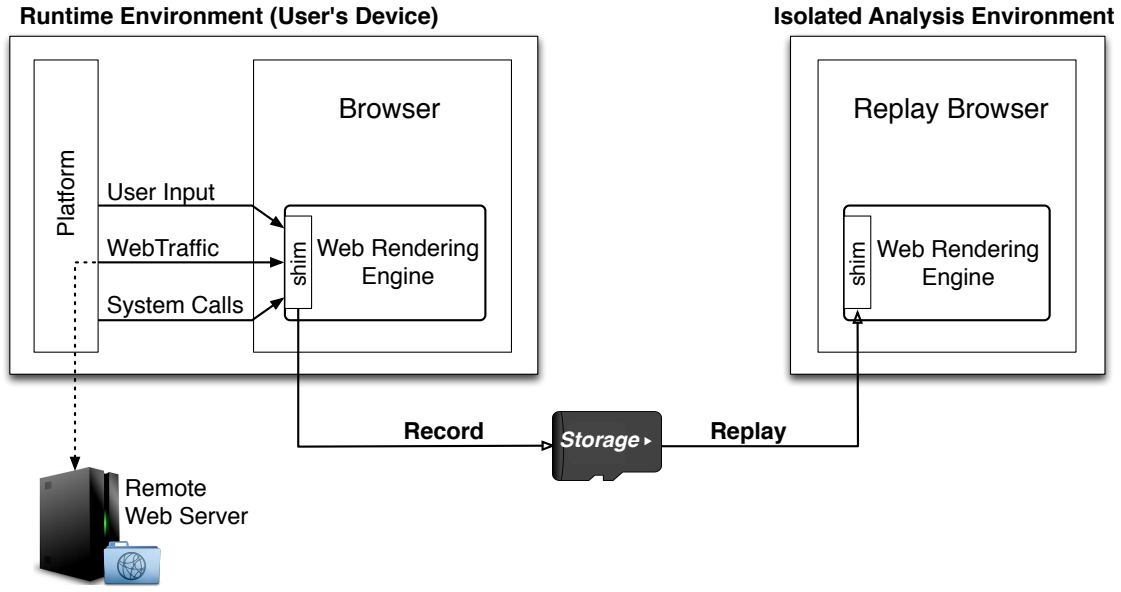 Runtime Environment (User's Device)
Isolated Analysis Environment
Platform
Browser
User Input
WebTraffic
System Calls
shim
Web Rendering
Engine
Replay Browser
shim
Web Rendering
Engine
Record
Storage
Replay
Remote
Web Server